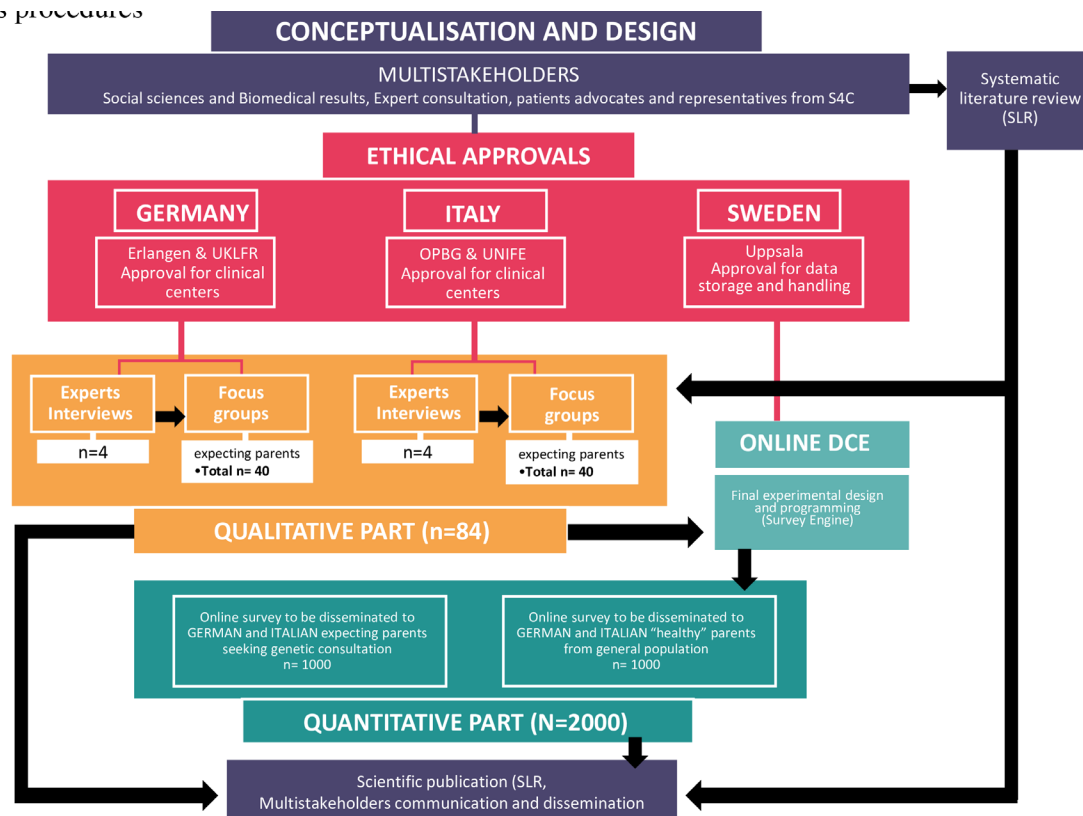 s procedures
CONCEPTUALISATION AND DESIGN
MULTISTAKEHOLDERS
Social sciences and Biomedical results, Expert consultation, patients advocates and representatives from S4C
Systematic
literature review
(SLR)
ETHICAL APPROVALS
GERMANY
Erlangen & UKLFR
Approval for clinical
centers
ITALY
OPBG & UNIFE
Approval for clinical
centers
SWEDEN
Uppsala
Approval for data
storage and handling
Experts
Interviews
n=4
Focus
groups
expecting parents
•Total n= 40
Experts
Interviews
n=4
Focus
groups
expecting parents
•Total n= 40
ONLINE DCE
Final experimental design
and programming
(Survey Engine)
QUALITATIVE PART (n=84)
Online survey to be disseminated to
GERMAN and ITALIAN expecting parents
seeking genetic consultation
n= 1000
Online survey to be disseminated to
GERMAN and ITALIAN “healthy” parents
from general population
n= 1000
QUANTITATIVE PART (N=2000)
Scientific publication (SLR,
Multistakeholders communication and dissemination